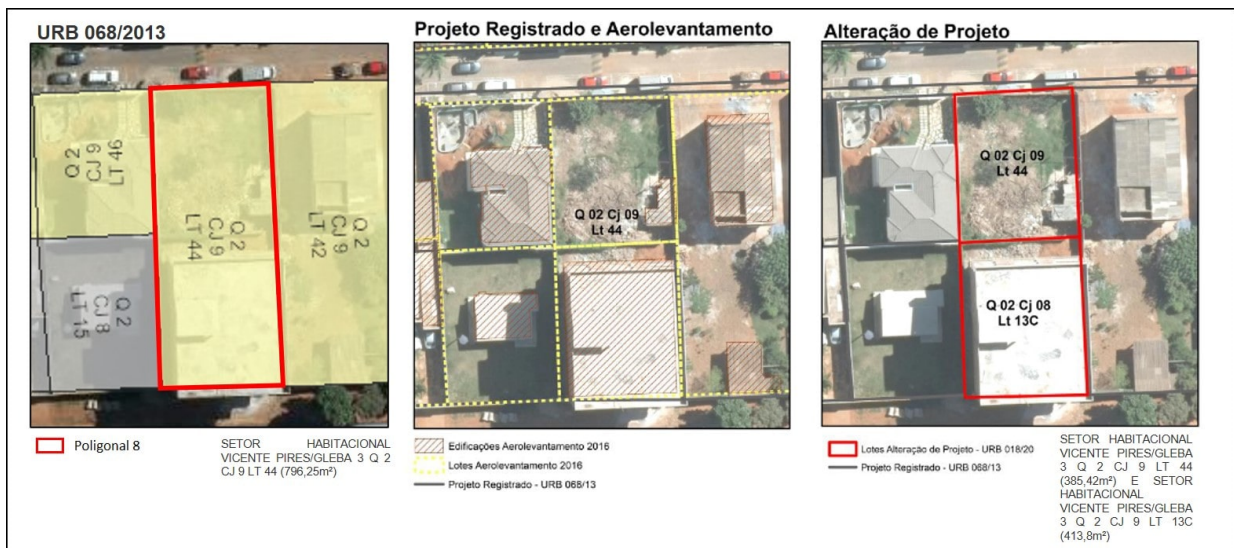 URB 068/2013
Q 2
CJ 9
LT 46
Q 2
CJ 8
LT 15
Q 2
CJ 9
LT 44
Q 2
CJ 9
LT 42
Poligonal 8
SETOR HABITACIONAL
VICENTE PIRES/GLEBA 3 Q 2
CJ 9 LT 44 (796,25m²)
Projeto Registrado e Aerolevantamento
Q 02 Cj 09
Lt 44
Edificações Aerolevantamento 2016
Lotes Aerolevantamento 2016
Projeto Registrado - URB 068/13
Alteração de Projeto
Q 02 Cj 09
Lt 44
Q 02 Cj 08
Lt 13C
Lotes Alteração de Projeto - URB 018/20
Projeto Registrado - URB 068/13
SETOR HABITACIONAL
VICENTE PIRES/GLEBA
3 Q 2 CJ 9 LT 44
(385,42m²) E SETOR
HABITACIONAL
VICENTE PIRES/GLEBA
3 Q 2 CJ 9 LT 13C
(413,8m²)